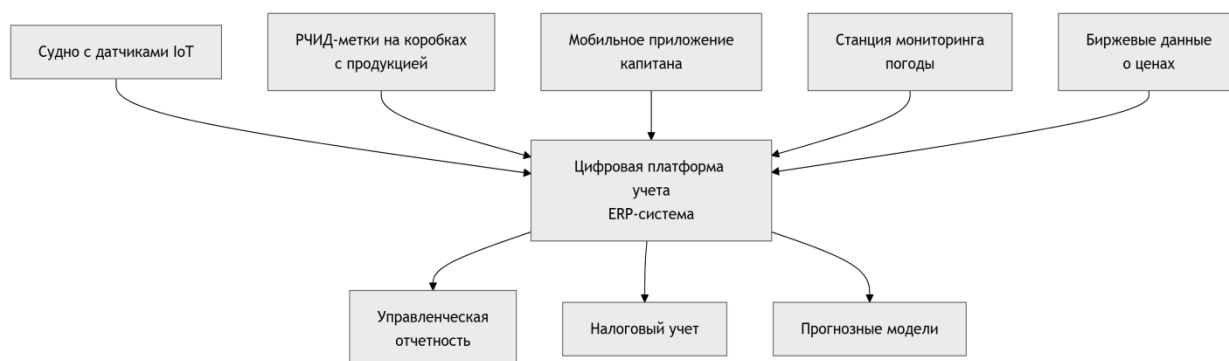 Судно с датчиками IoT
РЧИД-метки на коробках
с продукцией
Мобильное приложение
капитана
Станция мониторинга
погоды
Биржевые данные
о ценах
Цифровая платформа
учета
ERP-система
Управленческая
отчетность
Налоговый учет
Прогнозные модели